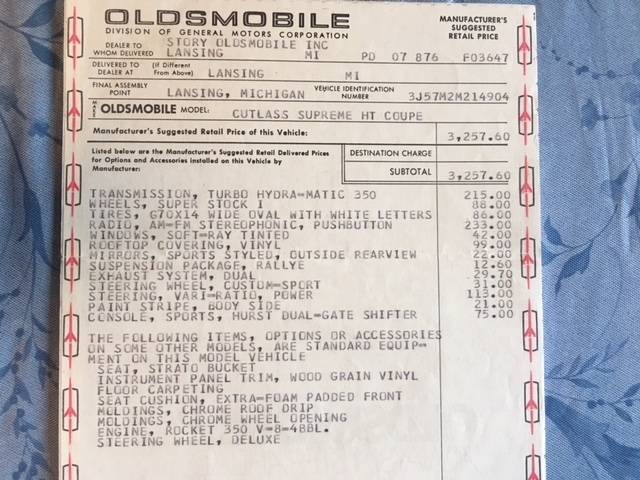 OLDSMOBILE
DIVISION OF GENERAL MOTORS CORPORATION
MANUFACTURER'S
SUGGESTED
RETAIL PRICE
DEALER TO WHOM DELIVERED STORY OLDSMOBILE INC
LANSING MI PD 07 876 F03647
DELIVERED TO DEALER AT (If Different From Above) LANSING MI
FINAL ASSEMBLY POINT LANSING, MICHIGAN VEHICLE IDENTIFICATION NUMBER 3J57M2M214904
MAKE OLDSMOBILE MODEL: CUTLASS SUPREME HT COUPE
Manufacturer's Suggested Retail Price of this Vehicle: 3,257.60
Listed below are the Manufacturer's Suggested Retail Delivered Prices
for Options and Accessories installed on this Vehicle by
Manufacturer:
DESTINATION CHARGE
SUBTOTAL 3,257.60
TRANSMISSION, TURBO HYDRA-MATIC 350 215.00
WHEELS, SUPER STOCK I 88.00
TIRES, G70X14 WIDE OVAL WITH WHITE LETTERS 86.00
RADIO, AM-FM STEREOPHONIC, PUSHBUTTON 233.00
WINDOWS, SOFT-RAY TINTED 42.00
ROOFTOP COVERING, VINYL 99.00
MIRRORS, SPORTS STYLED, OUTSIDE REARVIEW 22.00
SUSPENSION PACKAGE, RALLYE 12.60
EXHAUST SYSTEM, DUAL 29.70
STEERING WHEEL, CUSTOM-SPORT 31.00
STEERING, VARI-RATIO, POWER 113.00
PAINT STRIPE, BODY SIDE 21.00
CONSOLE, SPORTS, HURST DUAL-GATE SHIFTER 75.00
THE FOLLOWING ITEMS, OPTIONS OR ACCESSORIES
ON SOME OTHER MODELS, ARE STANDARD EQUIP-
MENT ON THIS MODEL VEHICLE
SEAT, STRATO BUCKET
INSTRUMENT PANEL TRIM, WOOD GRAIN VINYL
FLOOR CARPETING
SEAT CUSHION, EXTRA-FOAM PADDED FRONT
MOLDINGS, CHROME ROOF DRIP
MOLDINGS, CHROME WHEEL OPENING
ENGINE, ROCKET 350 V-8-4BBL.
STEERING WHEEL, DELUXE